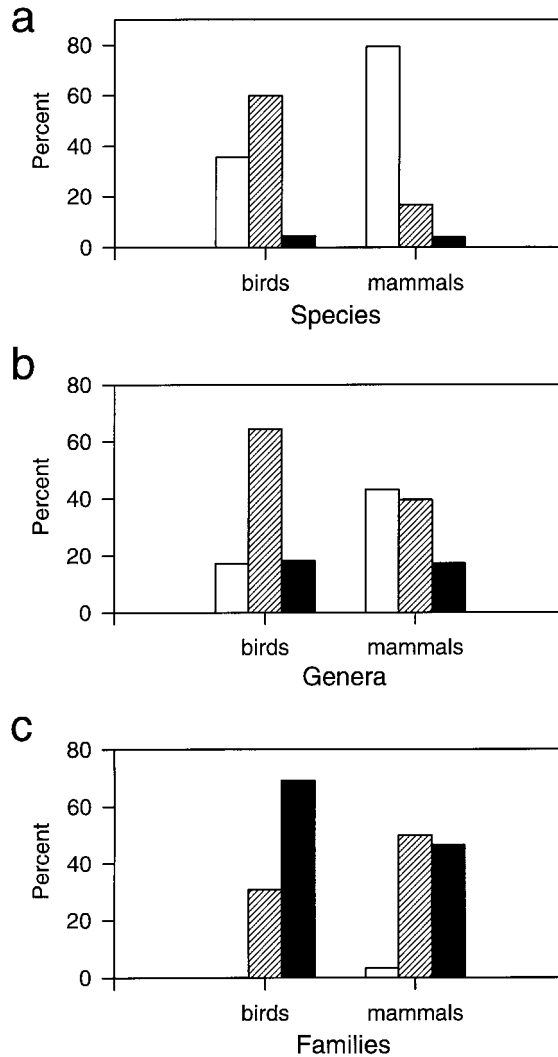 a
80
60
40
20
0
Percent
birds mammals
Species
b
80
60
40
20
0
Percent
birds mammals
Genera
c
80
60
40
20
0
Percent
birds mammals
Families